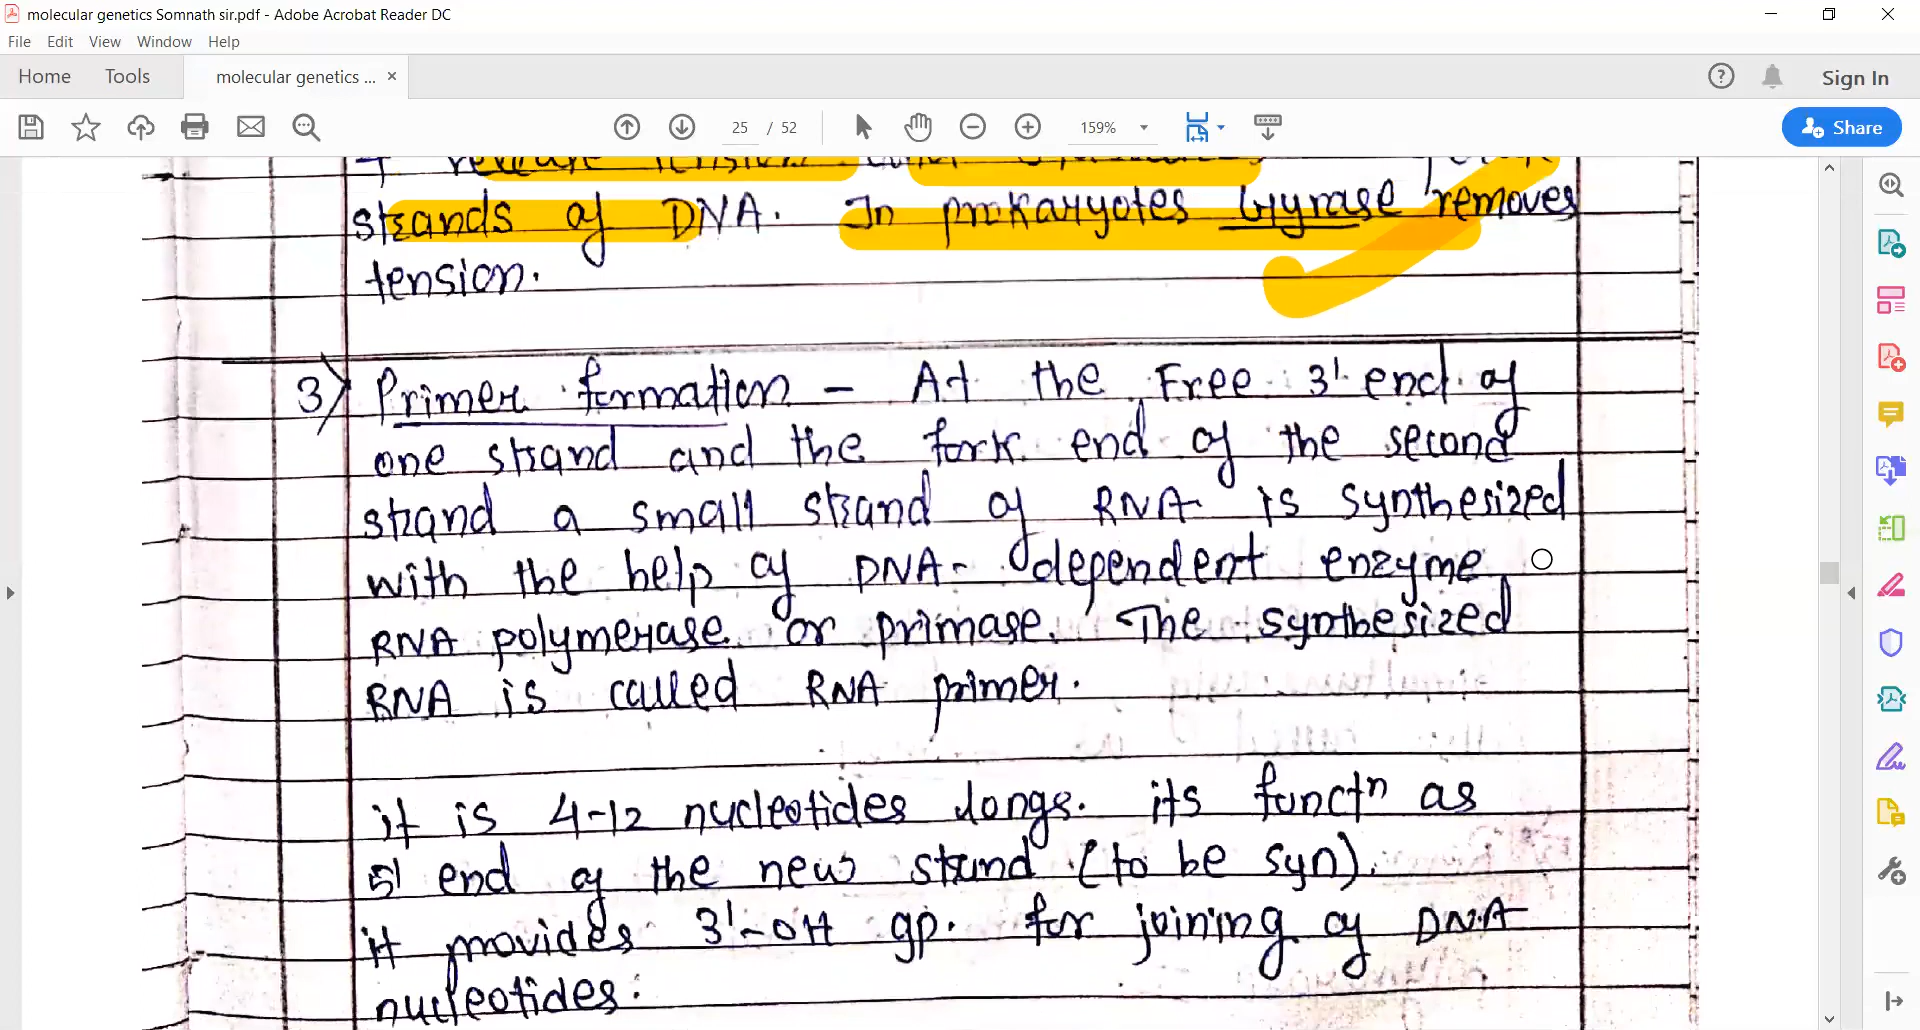 molecular genetics Somnath sir.pdf - Adobe Acrobat Reader DC
File Edit View Window Help
Home Tools molecular genetics ... × Sign In
25 / 52 159% Share
strands of DNA. In prokaryotes Gyrase removes
tension.
3) Primer formation - At the Free 3' end of
one strand and the fork end of the second
strand a small strand of RNA is synthesized
with the help of DNA- dependent enzyme
RNA polymerase or primase. The synthesized
RNA is called RNA primer.
it is 4-12 nucleotides longs. its functn as
5' end of the new strand (to be syn).
it provides 3'-OH gp. for joining of DNA
nucleotides.